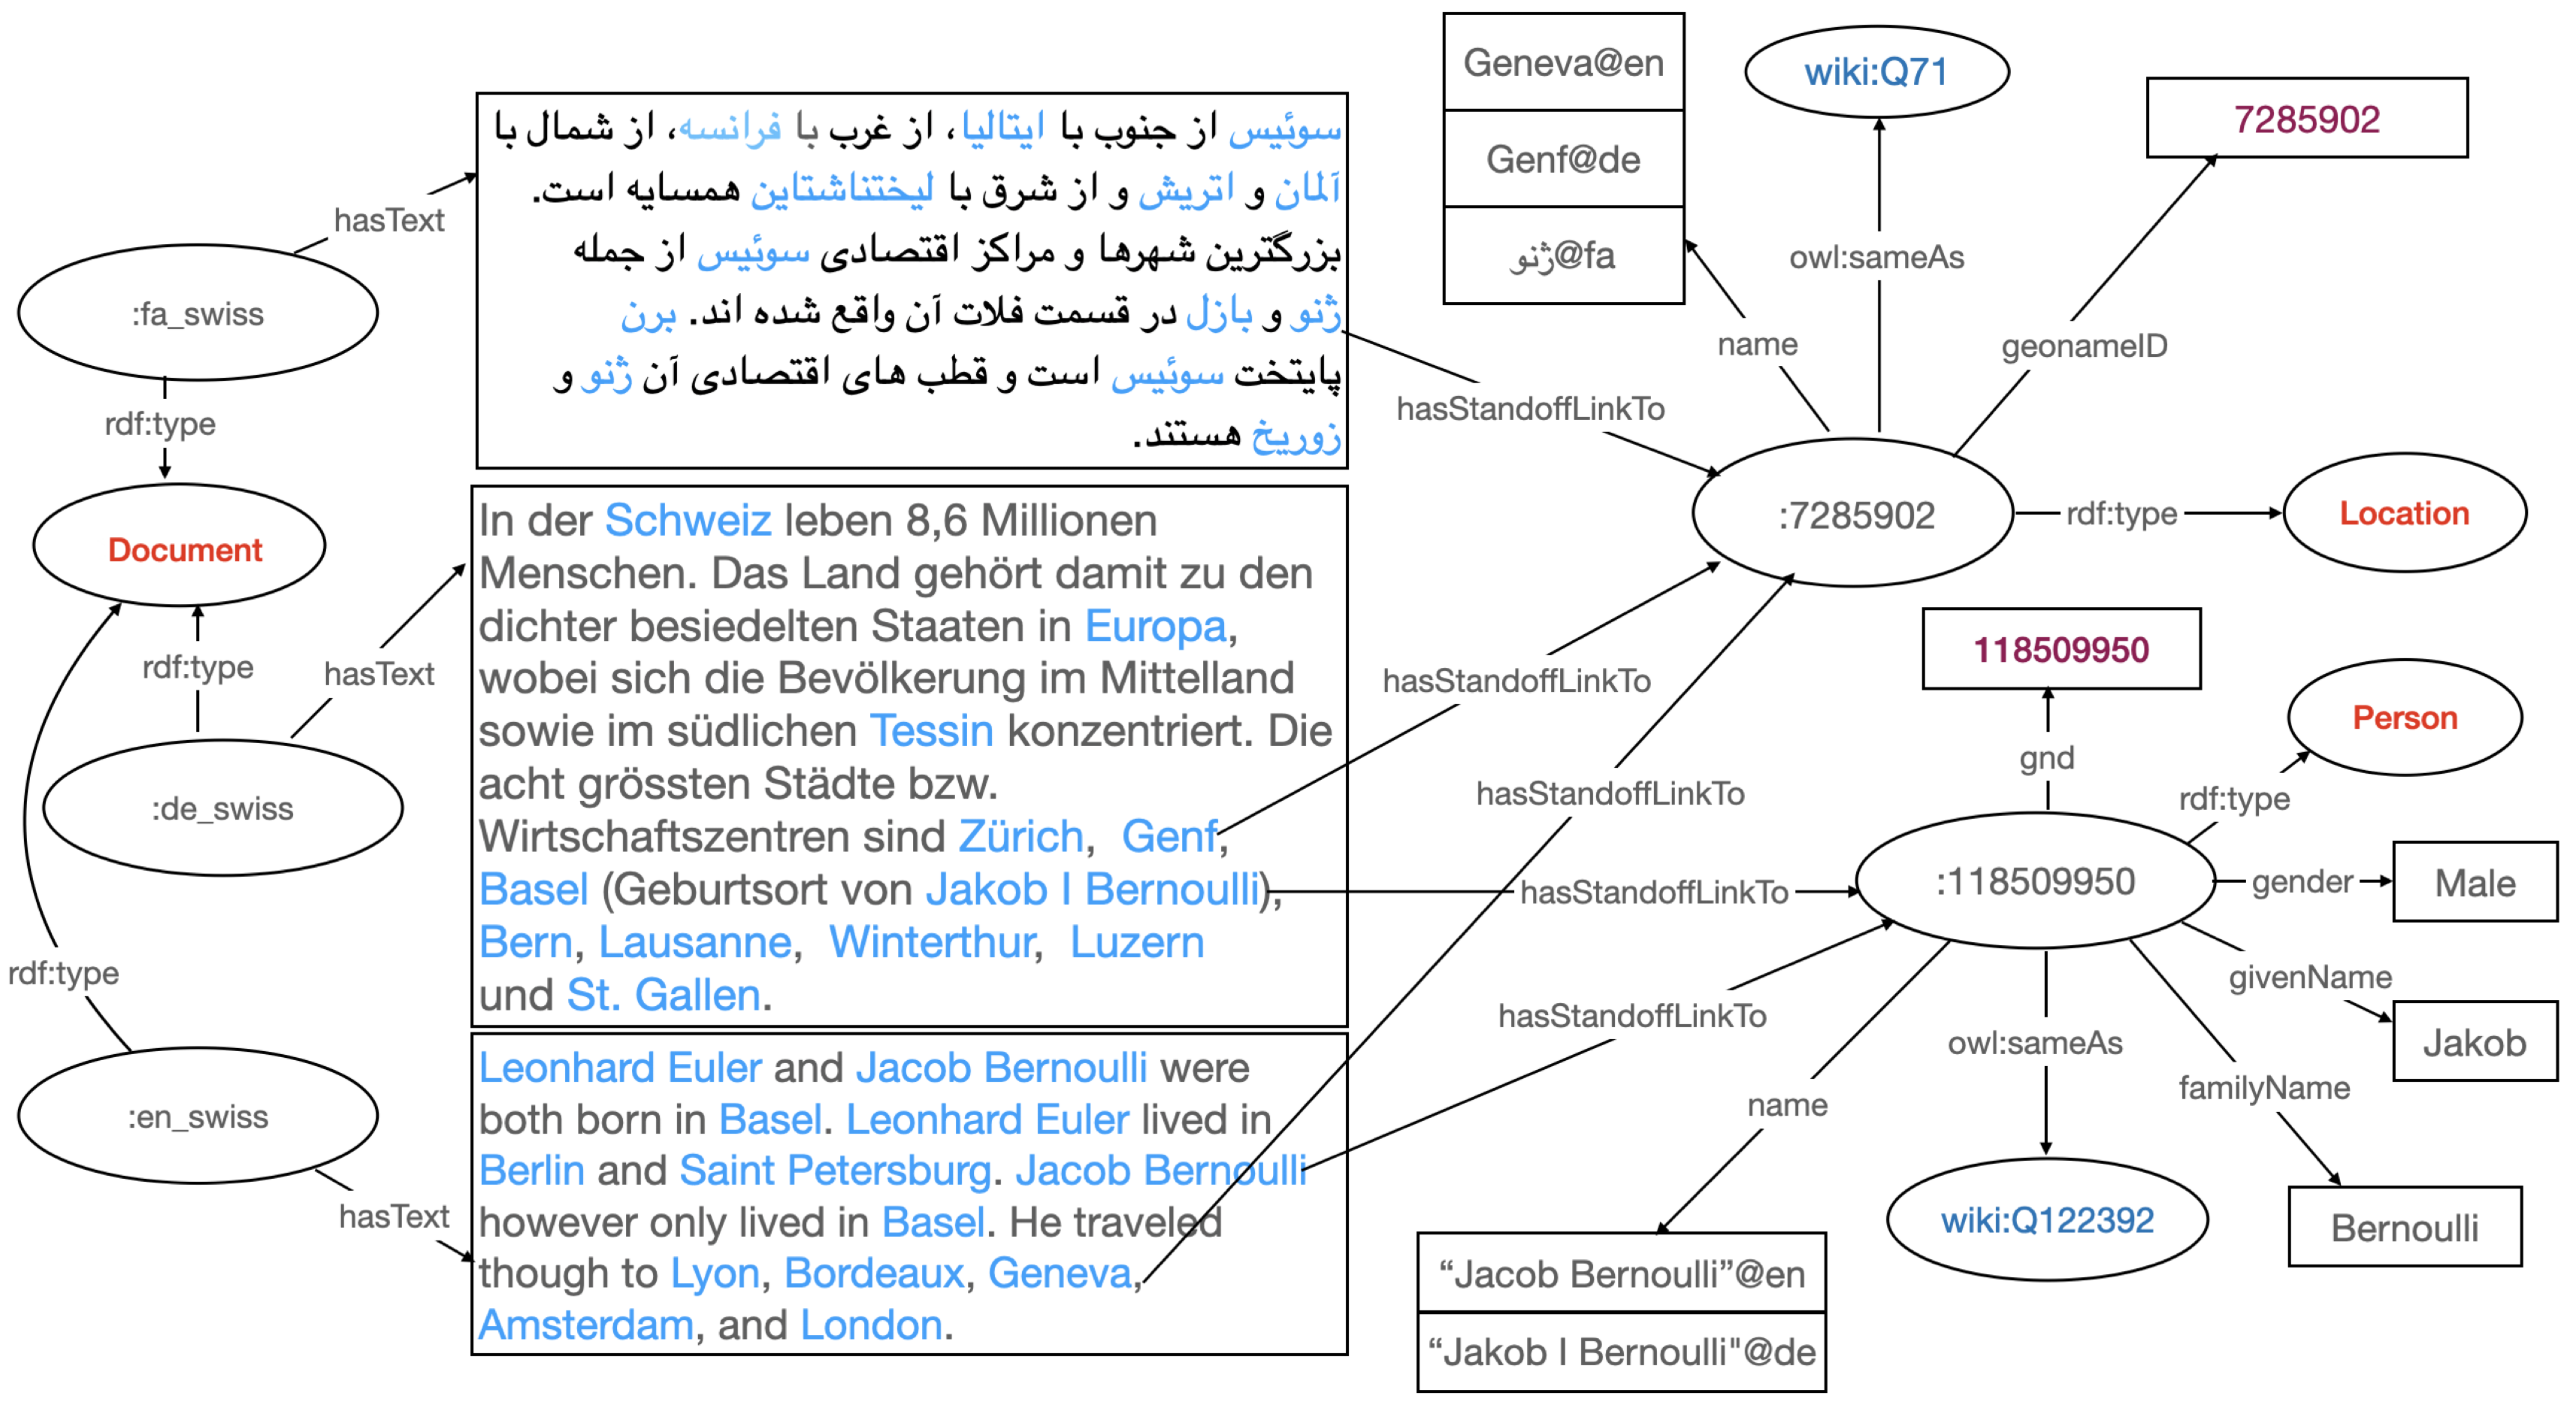 :fa_swiss
hasText
rdf:type
Document
rdf:type
hasText
:de_swiss
rdf:type
:en_swiss
hasText
سوئیس از جنوب با ایتالیا، از غرب با فرانسه، از شمال با
آلمان و اتریش و از شرق با لیختناشتاین همسایه است.
بزرگترین شهرها و مراکز اقتصادی سوئیس از جمله
ژنو و بازل در قسمت فلات آن واقع شده اند. برن
پایتخت سوئیس است و قطب های اقتصادی آن ژنو و
زوریخ هستند.
In der Schweiz leben 8,6 Millionen
Menschen. Das Land gehört damit zu den
dichter besiedelten Staaten in Europa,
wobei sich die Bevölkerung im Mittelland
sowie im südlichen Tessin konzentriert. Die
acht grössten Städte bzw.
Wirtschaftszentren sind Zürich, Genf,
Basel (Geburtsort von Jakob I Bernoulli),
Bern, Lausanne, Winterthur, Luzern
und St. Gallen.
Leonhard Euler and Jacob Bernoulli were
both born in Basel. Leonhard Euler lived in
Berlin and Saint Petersburg. Jacob Bernoulli
however only lived in Basel. He traveled
though to Lyon, Bordeaux, Geneva,
Amsterdam, and London.
Geneva@en
Genf@de
ژنو@fa
wiki:Q71
7285902
name
owl:sameAs
geonameID
hasStandoffLinkTo
:7285902
rdf:type
Location
hasStandoffLinkTo
hasStandoffLinkTo
118509950
gnd
Person
rdf:type
hasStandoffLinkTo
:118509950
gender
Male
hasStandoffLinkTo
givenName
Jakob
name
owl:sameAs
familyName
wiki:Q122392
Bernoulli
“Jacob Bernoulli”@en
“Jakob I Bernoulli"@de